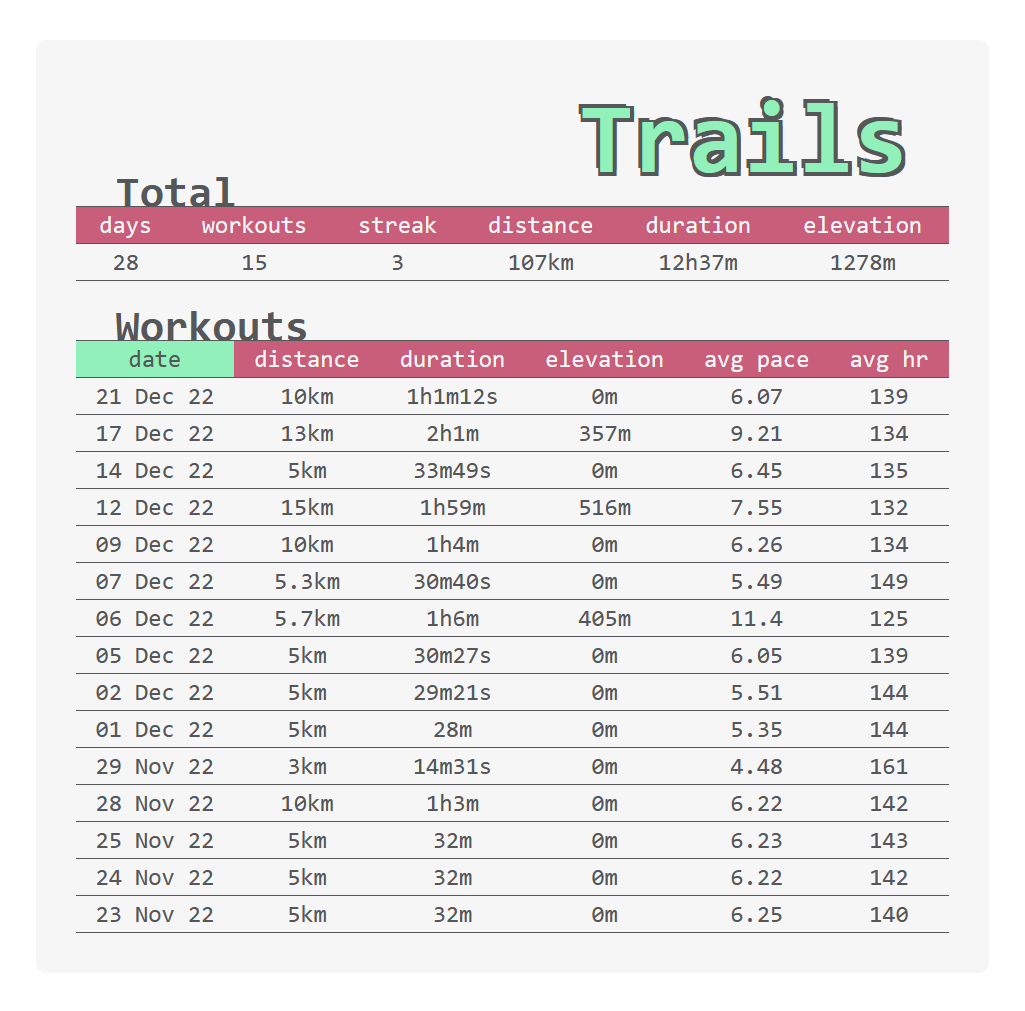 Trails
Total
days workouts streak distance duration elevation
28 15 3 107km 12h37m 1278m
Workouts
date distance duration elevation avg pace avg hr
21 Dec 22 10km 1h1m12s 0m 6.07 139
17 Dec 22 13km 2h1m 357m 9.21 134
14 Dec 22 5km 33m49s 0m 6.45 135
12 Dec 22 15km 1h59m 516m 7.55 132
09 Dec 22 10km 1h4m 0m 6.26 134
07 Dec 22 5.3km 30m40s 0m 5.49 149
06 Dec 22 5.7km 1h6m 405m 11.4 125
05 Dec 22 5km 30m27s 0m 6.05 139
02 Dec 22 5km 29m21s 0m 5.51 144
01 Dec 22 5km 28m 0m 5.35 144
29 Nov 22 3km 14m31s 0m 4.48 161
28 Nov 22 10km 1h3m 0m 6.22 142
25 Nov 22 5km 32m 0m 6.23 143
24 Nov 22 5km 32m 0m 6.22 142
23 Nov 22 5km 32m 0m 6.25 140